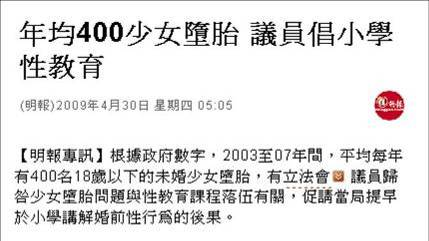 年均400少女墮胎 議員倡小學
性教育
(明報)2009年4月30日 星期四 05:05
【明報專訊】根據政府數字，2003至07年間，平均每年
有400名18歲以下的未婚少女墮胎，有立法會議員歸
咎少女墮胎問題與性教育課程落伍有關，促請當局提早
於小學講解婚前性行為的後果。